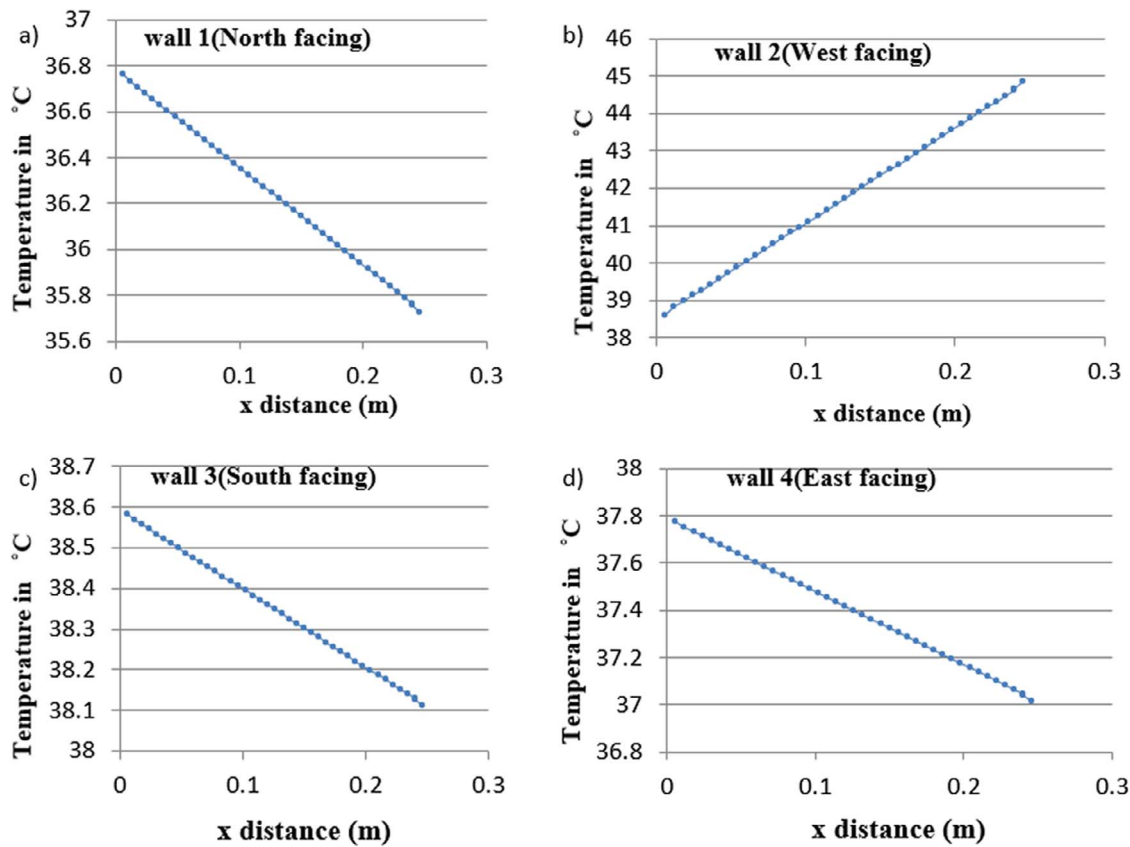 a)
wall 1(North facing)
Temperature in °C
37
36.8
36.6
36.4
36.2
36
35.8
35.6
0 0.1 0.2 0.3
x distance (m)
b)
wall 2(West facing)
Temperature in °C
46
45
44
43
42
41
40
39
38
0 0.1 0.2 0.3
x distance (m)
c)
wall 3(South facing)
Temperature in °C
38.7
38.6
38.5
38.4
38.3
38.2
38.1
38
0 0.1 0.2 0.3
x distance (m)
d)
wall 4(East facing)
Temperature in °C
38
37.8
37.6
37.4
37.2
37
36.8
0 0.1 0.2 0.3
x distance (m)